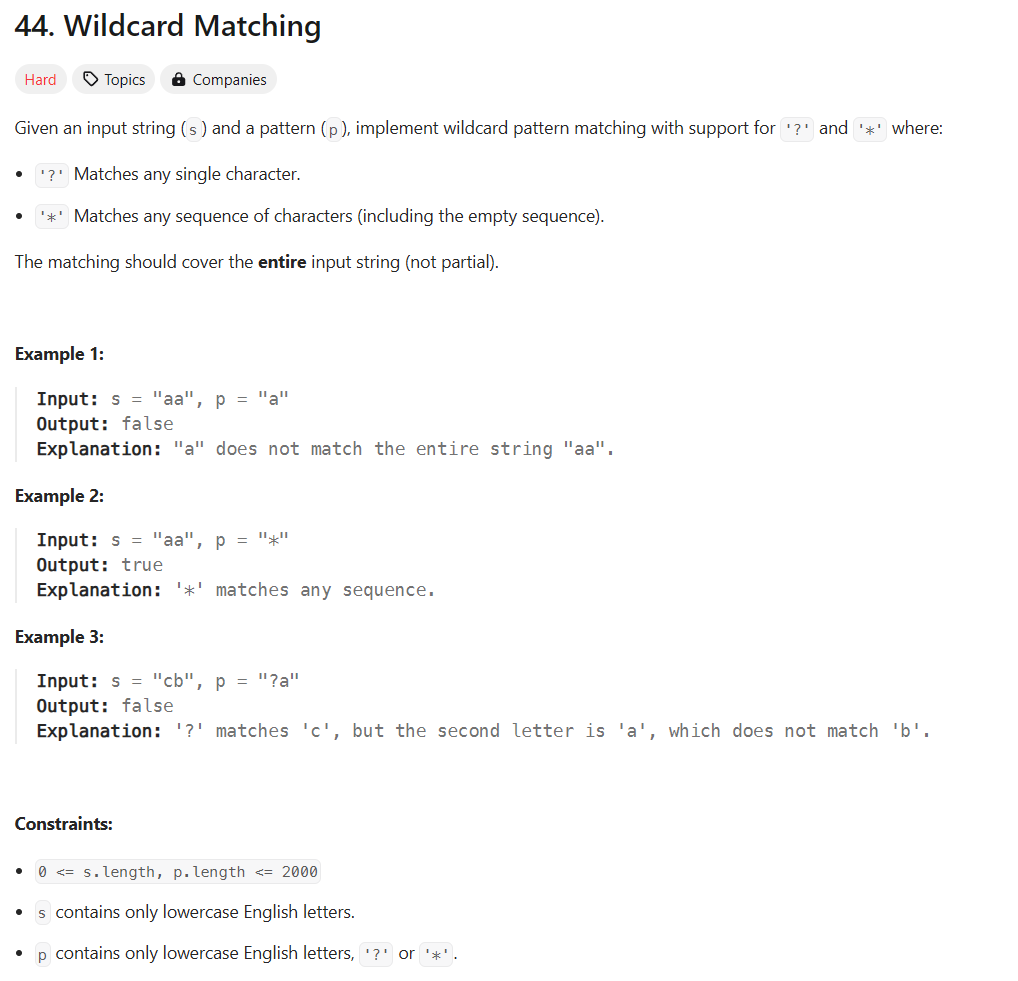 44. Wildcard Matching
Hard Topics Companies
Given an input string (s) and a pattern (p), implement wildcard pattern matching with support for '?' and '*' where:
• '?' Matches any single character.
• '*' Matches any sequence of characters (including the empty sequence).
The matching should cover the entire input string (not partial).
Example 1:
Input: s = "aa", p = "a"
Output: false
Explanation: "a" does not match the entire string "aa".
Example 2:
Input: s = "aa", p = "*"
Output: true
Explanation: '*' matches any sequence.
Example 3:
Input: s = "cb", p = "?a"
Output: false
Explanation: '?' matches 'c', but the second letter is 'a', which does not match 'b'.
Constraints:
• 0 <= s.length, p.length <= 2000
• s contains only lowercase English letters.
• p contains only lowercase English letters, '?' or '*'.